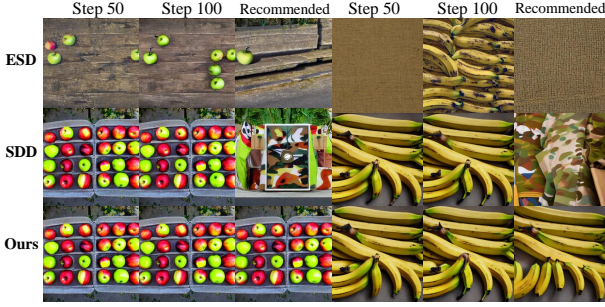 Step 50 Step 100 Recommended Step 50 Step 100 Recommended
ESD
SDD
Ours